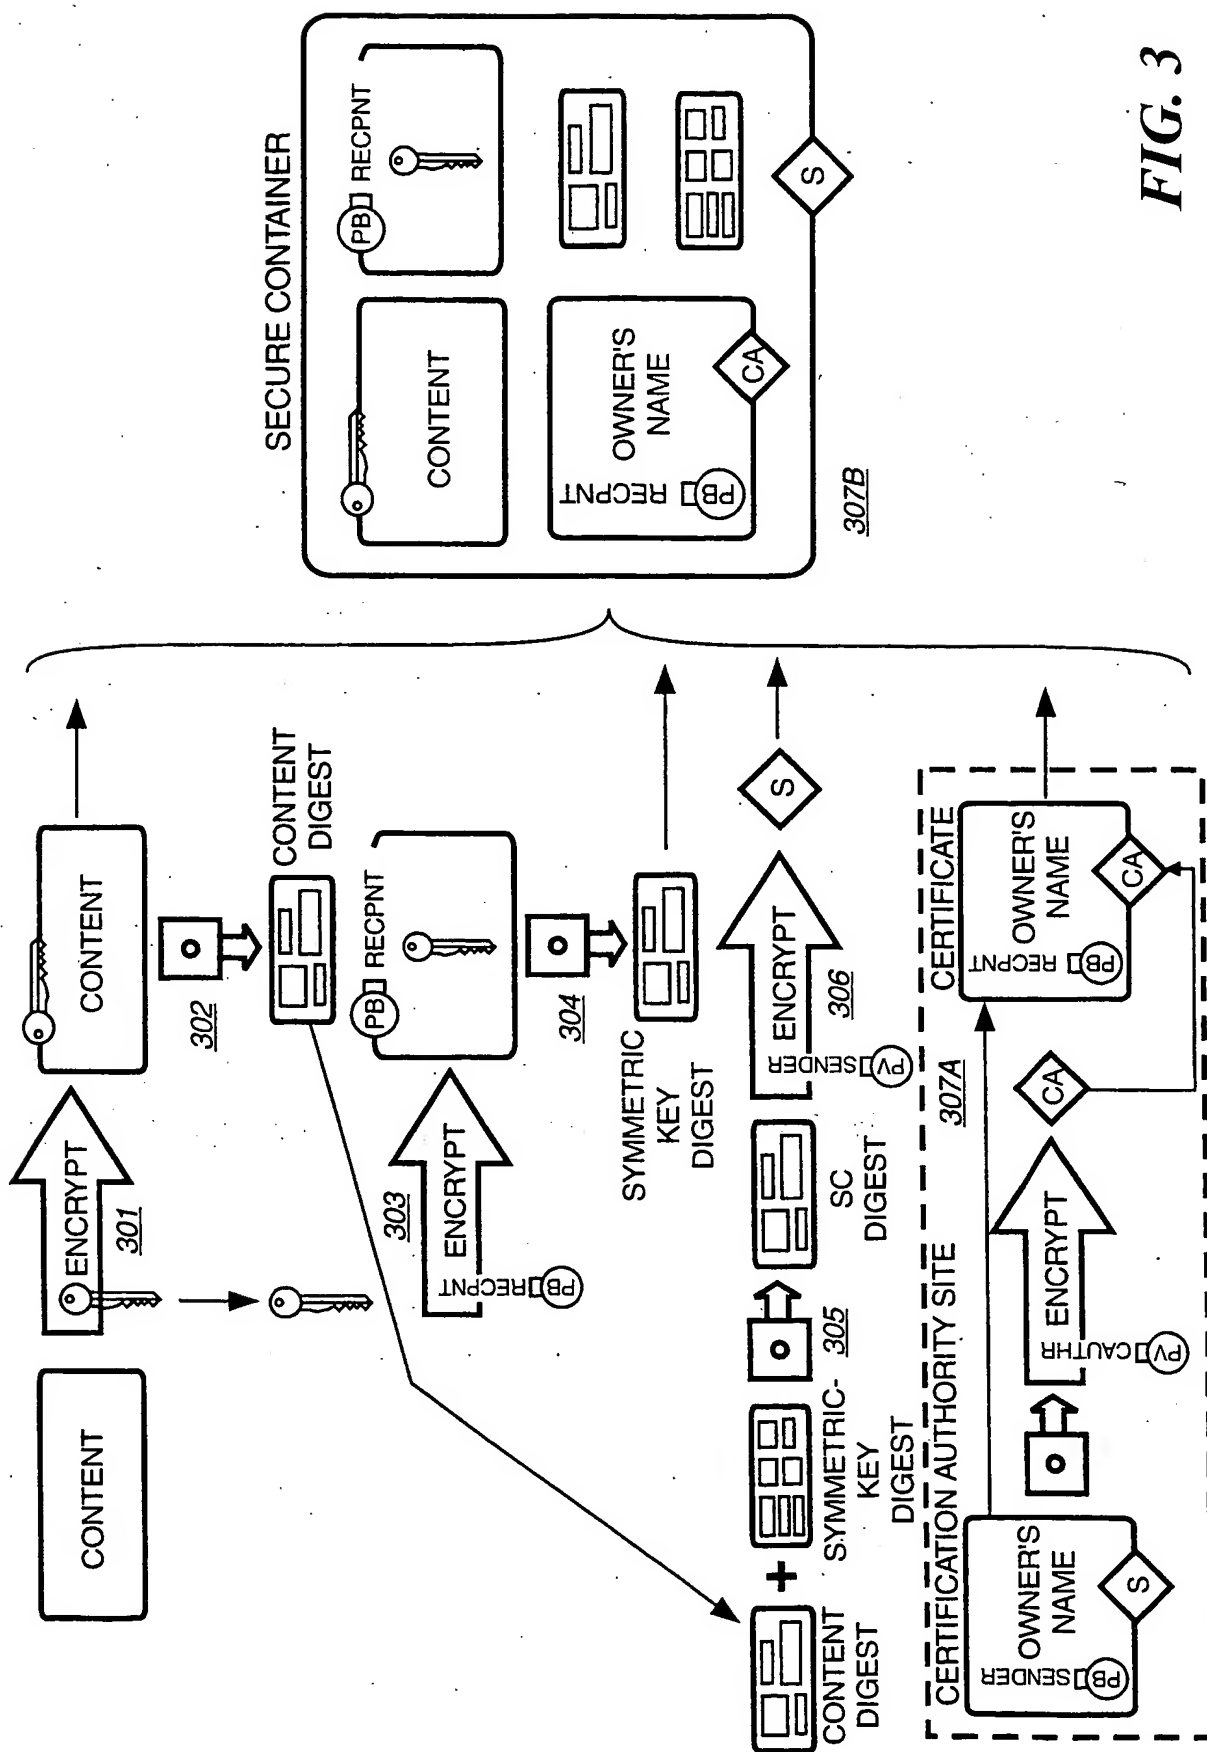 CONTENT
ENCRYPT
301
CONTENT
302
CONTENT
DIGEST
303
ENCRYPT
PB RECPNT
PB RECPNT
304
SYMMETRIC
KEY
DIGEST
CONTENT
DIGEST
+
SYMMETRIC-
KEY
DIGEST
305
SC
DIGEST
ENCRYPT
PV SENDER
306
S
CERTIFICATION AUTHORITY SITE
PB SENDER
OWNER'S
NAME
S
ENCRYPT
PV CAUTHR
CA
307A
CERTIFICATE
PB RECPNT
OWNER'S
NAME
CA
SECURE CONTAINER
CONTENT
PB RECPNT
PB RECPNT
OWNER'S
NAME
CA
S
307B
FIG. 3